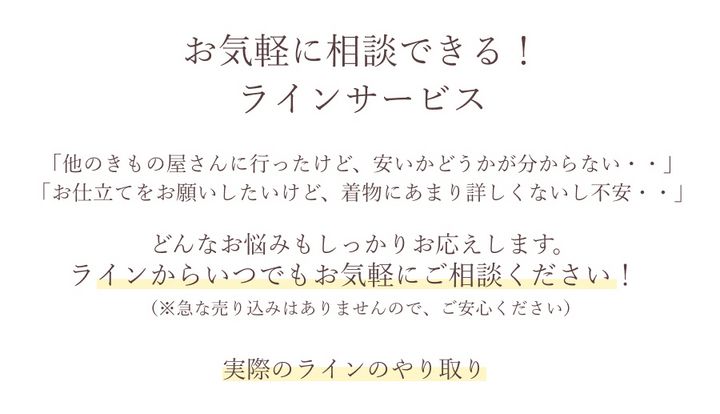 お気軽に相談できる！
ラインサービス
「他のきもの屋さんに行ったけど、安いかどうかが分からない・・」
「お仕立てをお願いしたいけど、着物にあまり詳しくないし不安・・」
どんなお悩みもしっかりお応えします。
ラインからいつでもお気軽にご相談ください！
（※急な売り込みはありませんので、ご安心ください）
実際のラインのやり取り